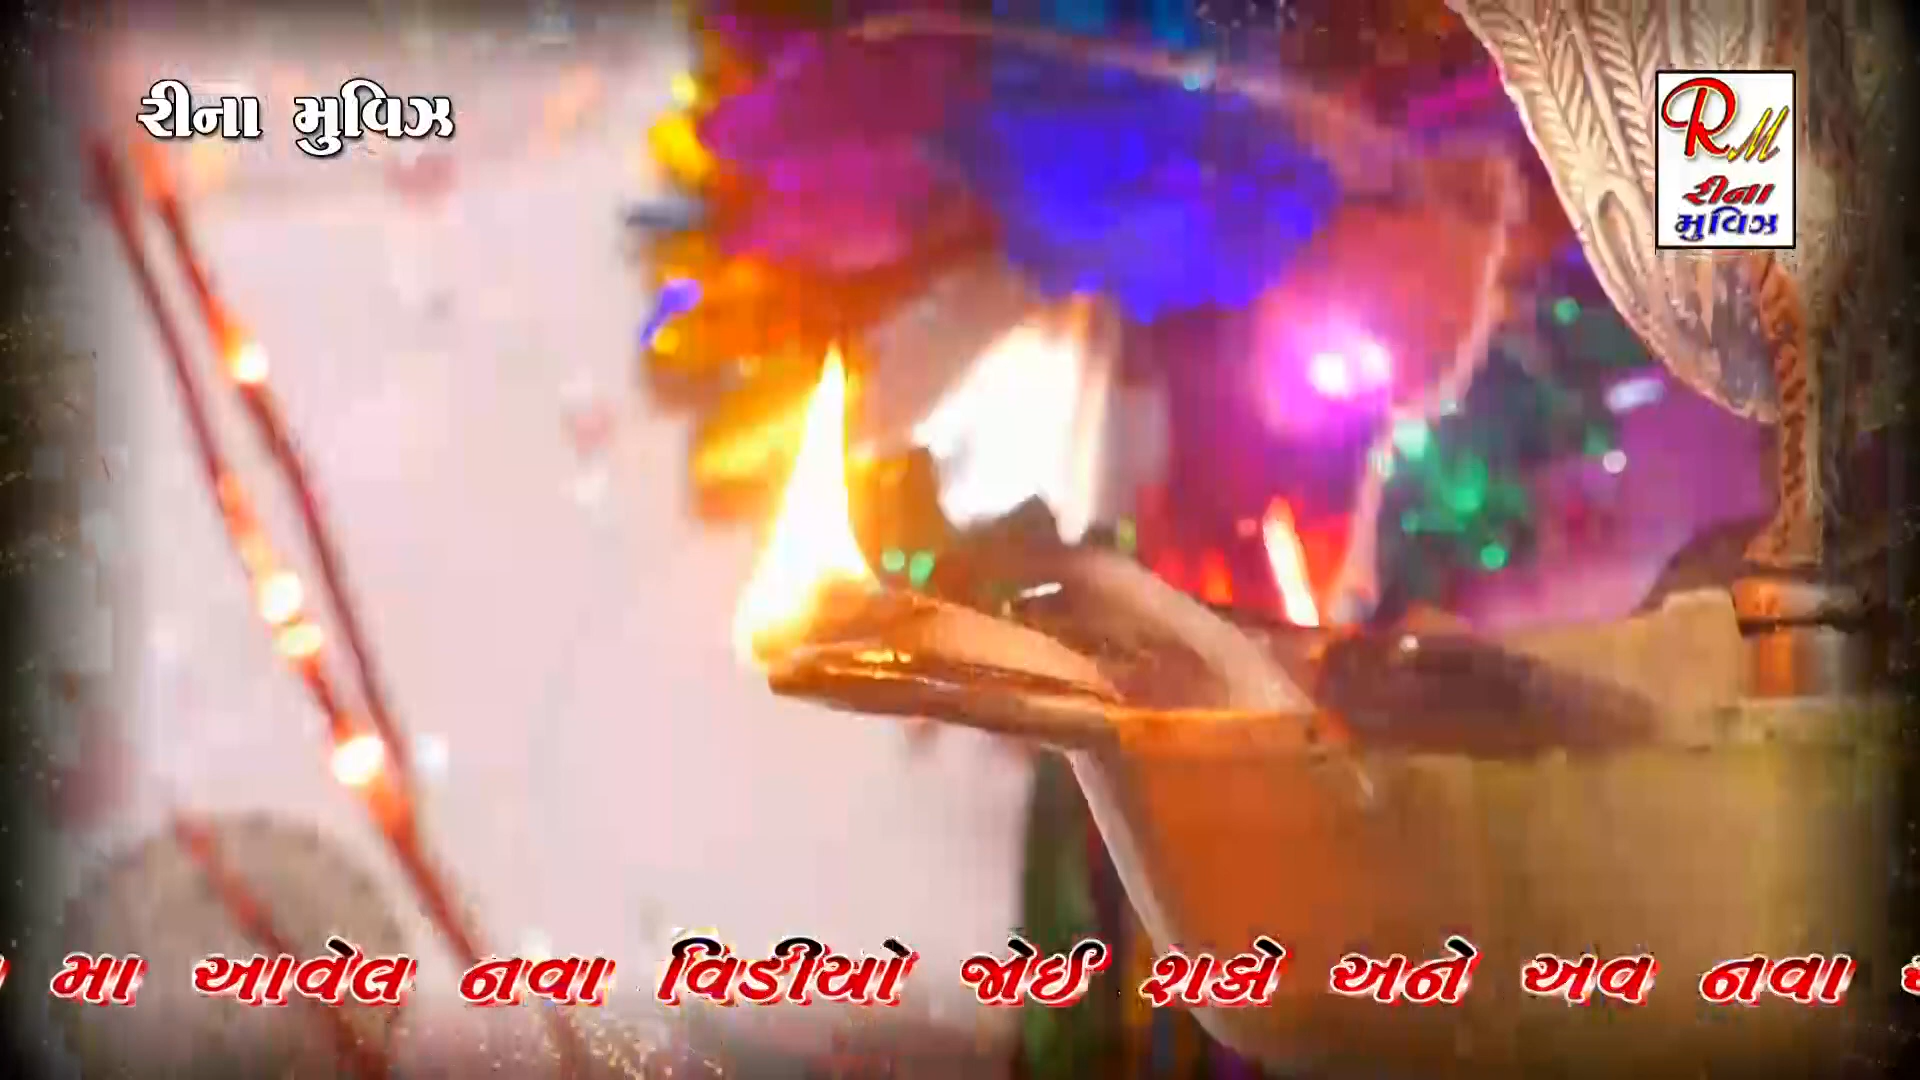 રીના મુવિઝ
RM
રીના
મુવિઝ
મા આવેલ નવા વિડીયો જોઈ શકો અને અવ નવા